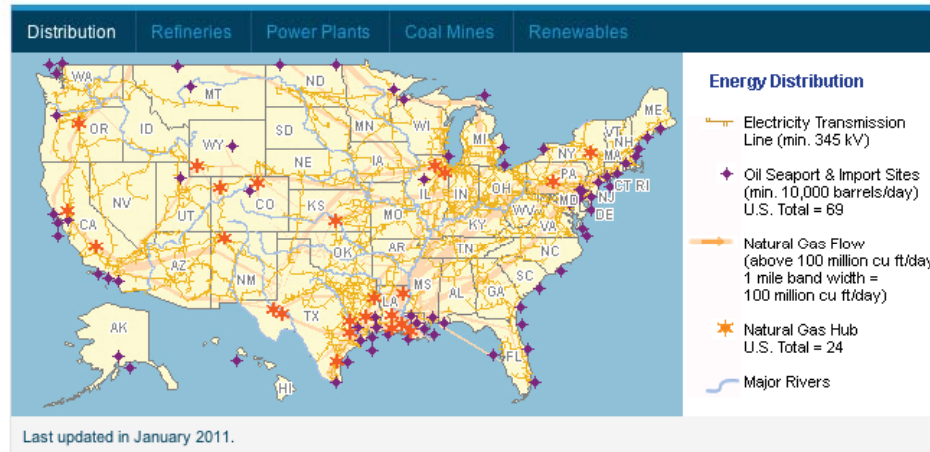 Distribution Refineries Power Plants Coal Mines Renewables
WA
MT
ND
ME
OR
ID
WY
SD
MN
WI
MI
NY
VT
NH
MA
CT RI
NV
UT
CO
NE
IA
IL
IN
OH
PA
NJ
MD
DE
CA
KS
MO
KY
WV
VA
AZ
NM
OK
AR
TN
NC
SC
TX
LA
MS
AL
GA
FL
AK
HI
Energy Distribution
Electricity Transmission
Line (min. 345 kV)
Oil Seaport & Import Sites
(min. 10,000 barrels/day)
U.S. Total = 69
Natural Gas Flow
(above 100 million cu ft/day
1 mile band width =
100 million cu ft/day)
Natural Gas Hub
U.S. Total = 24
Major Rivers
Last updated in January 2011.